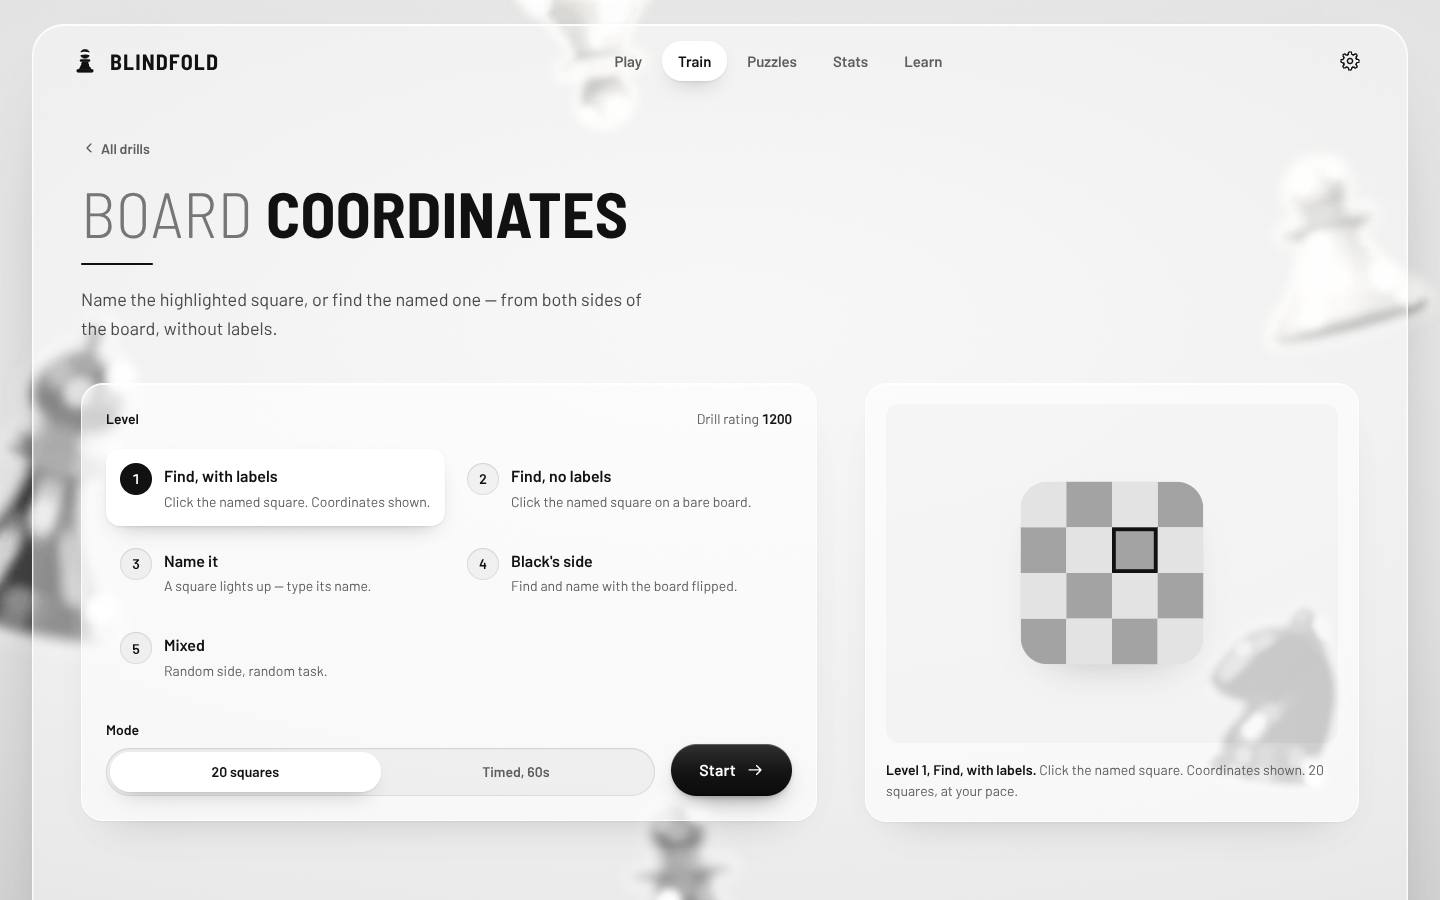 BLINDFOLD
Play
Train
Puzzles
Stats
Learn
All drills
BOARD COORDINATES
Name the highlighted square, or find the named one — from both sides of
the board, without labels.
Level
Drill rating 1200
1
Find, with labels
Click the named square. Coordinates shown.
2
Find, no labels
Click the named square on a bare board.
3
Name it
A square lights up — type its name.
4
Black's side
Find and name with the board flipped.
5
Mixed
Random side, random task.
Mode
20 squares
Timed, 60s
Start
Level 1, Find, with labels. Click the named square. Coordinates shown. 20
squares, at your pace.